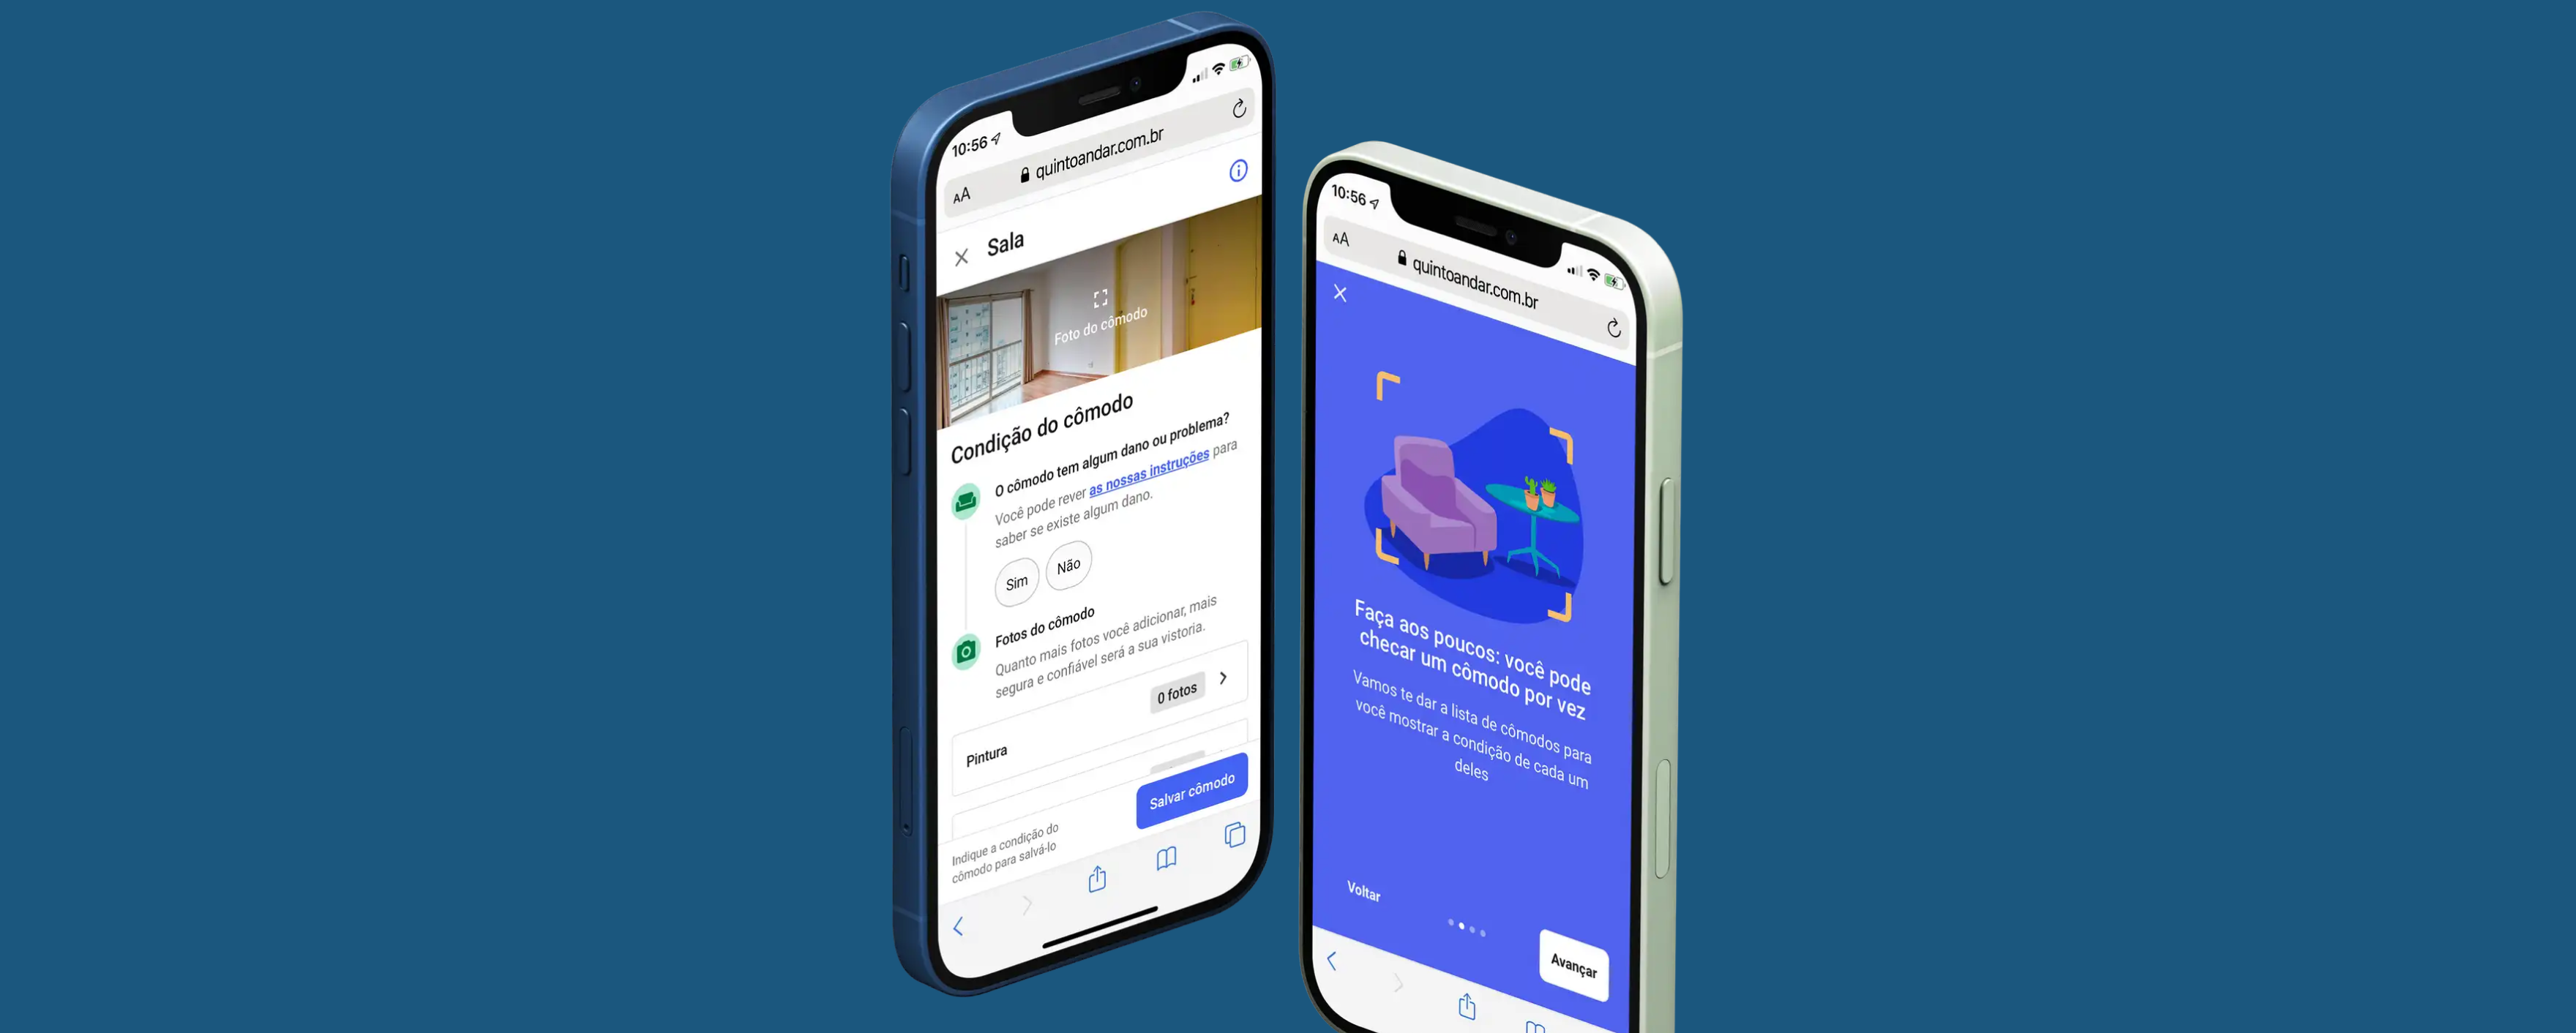 10:56
AA quintoandar.com.br
Sala
Foto do cômodo
Condição do cômodo
O cômodo tem algum dano ou problema?
Você pode rever as nossas instruções para
saber se existe algum dano.
Sim
Não
Fotos do cômodo
Quanto mais fotos você adicionar, mais
segura e confiável será a sua vistoria.
0 fotos
Pintura
Indique a condição do
cômodo para salvá-lo
Salvar cômodo
10:56
AA quintoandar.com.br
Faça aos poucos: você pode
checar um cômodo por vez
Vamos te dar a lista de cômodos para
você mostrar a condição de cada um
deles
Voltar
Avançar